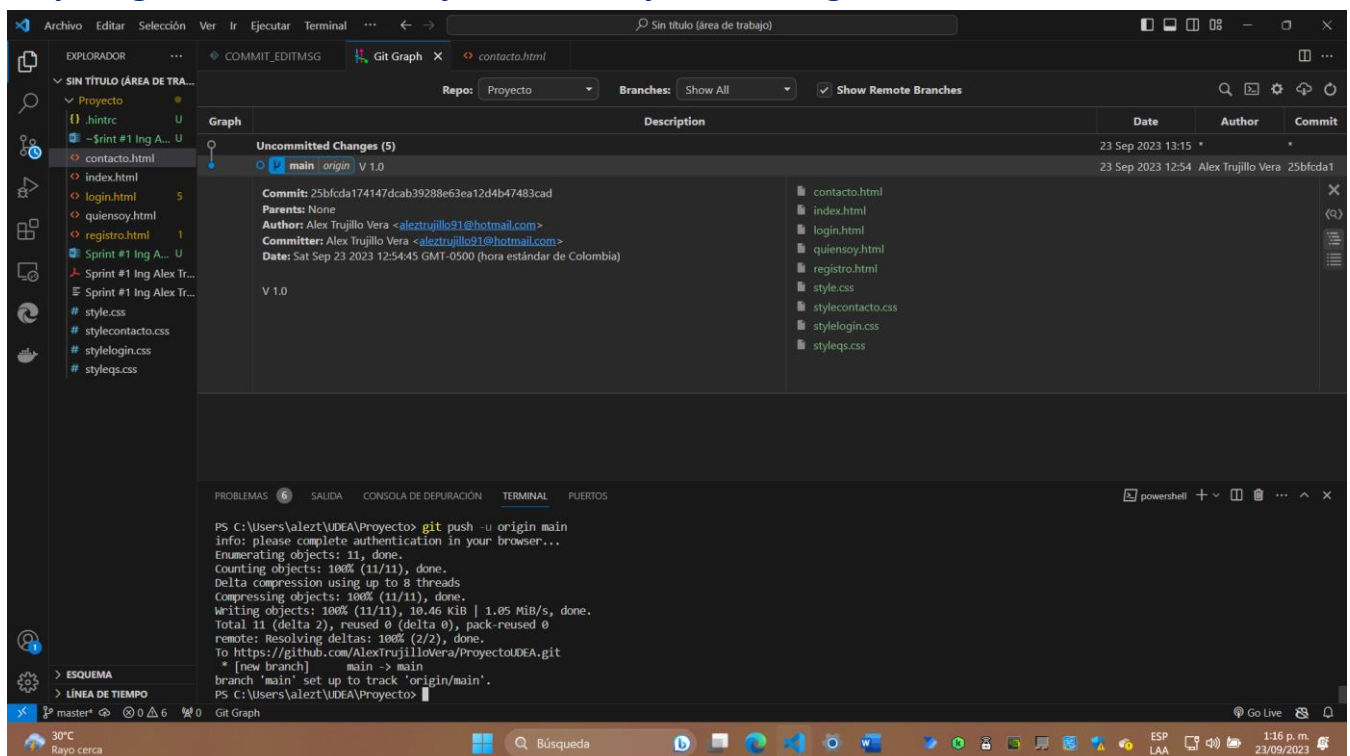 Archivo Editar Selección Ver Ir Ejecutar Terminal ··· Sin título (área de trabajo)
EXPLORADOR ···
COMMIT_EDITMSG Git Graph contacto.html
SIN TÍTULO (ÁREA DE TRA...
Proyecto
{} .hintrc U
~$rint #1 Ing A... U
contacto.html
index.html
login.html 5
quiensoy.html
registro.html 1
Sprint #1 Ing A... U
Sprint #1 Ing Alex Tr...
Sprint #1 Ing Alex Tr...
# style.css
# stylecontacto.css
# stylelogin.css
# styleqs.css
ESQUEMA
LÍNEA DE TIEMPO
Repo: Proyecto Branches: Show All Show Remote Branches
Graph Description Date Author Commit
Uncommitted Changes (5) 23 Sep 2023 13:15 * *
main origin V 1.0 23 Sep 2023 12:54 Alex Trujillo Vera 25bfcda1
Commit: 25bfcda174147dcab39288e63ea12d4b47483cad
Parents: None
Author: Alex Trujillo Vera <aleztrujillo91@hotmail.com>
Committer: Alex Trujillo Vera <aleztrujillo91@hotmail.com>
Date: Sat Sep 23 2023 12:54:45 GMT-0500 (hora estándar de Colombia)
V 1.0
contacto.html
index.html
login.html
quiensoy.html
registro.html
style.css
stylecontacto.css
stylelogin.css
styleqs.css
PROBLEMAS 6 SALIDA CONSOLA DE DEPURACIÓN TERMINAL PUERTOS powershell
PS C:\Users\alezt\UDEA\Proyecto> git push -u origin main
info: please complete authentication in your browser...
Enumerating objects: 11, done.
Counting objects: 100% (11/11), done.
Delta compression using up to 8 threads
Compressing objects: 100% (11/11), done.
Writing objects: 100% (11/11), 10.46 KiB | 1.05 MiB/s, done.
Total 11 (delta 2), reused 0 (delta 0), pack-reused 0
remote: Resolving deltas: 100% (2/2), done.
To https://github.com/AlexTrujilloVera/ProyectoUDEA.git
* [new branch] main -> main
branch 'main' set up to track 'origin/main'.
PS C:\Users\alezt\UDEA\Proyecto>
master* 0 6 0 Git Graph Go Live
30°C
Rayo cerca
Búsqueda
ESP
LAA
1:16 p. m.
23/09/2023